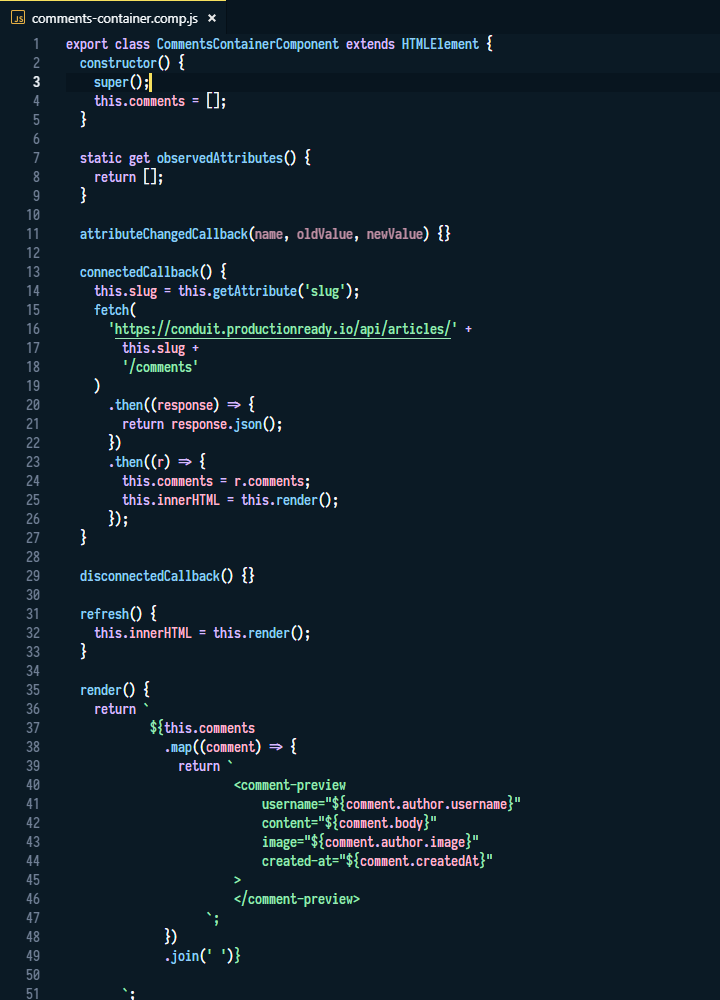 JS comments-container.comp.js ×
1 export class CommentsContainerComponent extends HTMLElement {
2   constructor() {
3     super();
4     this.comments = [];
5   }
6
7   static get observedAttributes() {
8     return [];
9   }
10
11   attributeChangedCallback(name, oldValue, newValue) {}
12
13   connectedCallback() {
14     this.slug = this.getAttribute('slug');
15     fetch(
16       'https://conduit.productionready.io/api/articles/' +
17         this.slug +
18         '/comments'
19     )
20       .then((response) => {
21         return response.json();
22       })
23       .then((r) => {
24         this.comments = r.comments;
25         this.innerHTML = this.render();
26       });
27   }
28
29   disconnectedCallback() {}
30
31   refresh() {
32     this.innerHTML = this.render();
33   }
34
35   render() {
36     return `
37             ${this.comments
38               .map((comment) => {
39                 return `
40                         <comment-preview
41                             username="${comment.author.username}"
42                             content="${comment.body}"
43                             image="${comment.author.image}"
44                             created-at="${comment.createdAt}"
45                         >
46                         </comment-preview>
47                     `;
48               })
49               .join(' ')}
50
51         `;